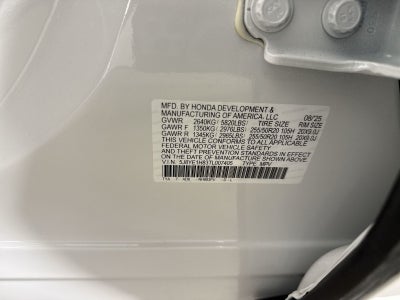 MFD. BY HONDA DEVELOPMENT &
MANUFACTURING OF AMERICA, LLC 08/25
GVWR 2640KG (5820LBS) TIRE SIZE RIM SIZE
GAWR F 1350KG (2976LBS) 255/50R20 105H 20X9.0J
GAWR R 1345KG (2965LBS) 255/50R20 105H 20X9.0J
THIS VEHICLE CONFORMS TO ALL APPLICABLE
FEDERAL MOTOR VEHICLE SAFETY
AND THEFT PREVENTION STANDARDS IN EFFECT
ON THE DATE OF MANUFACTURE SHOWN ABOVE.
V.I.N. TYPE: MPV